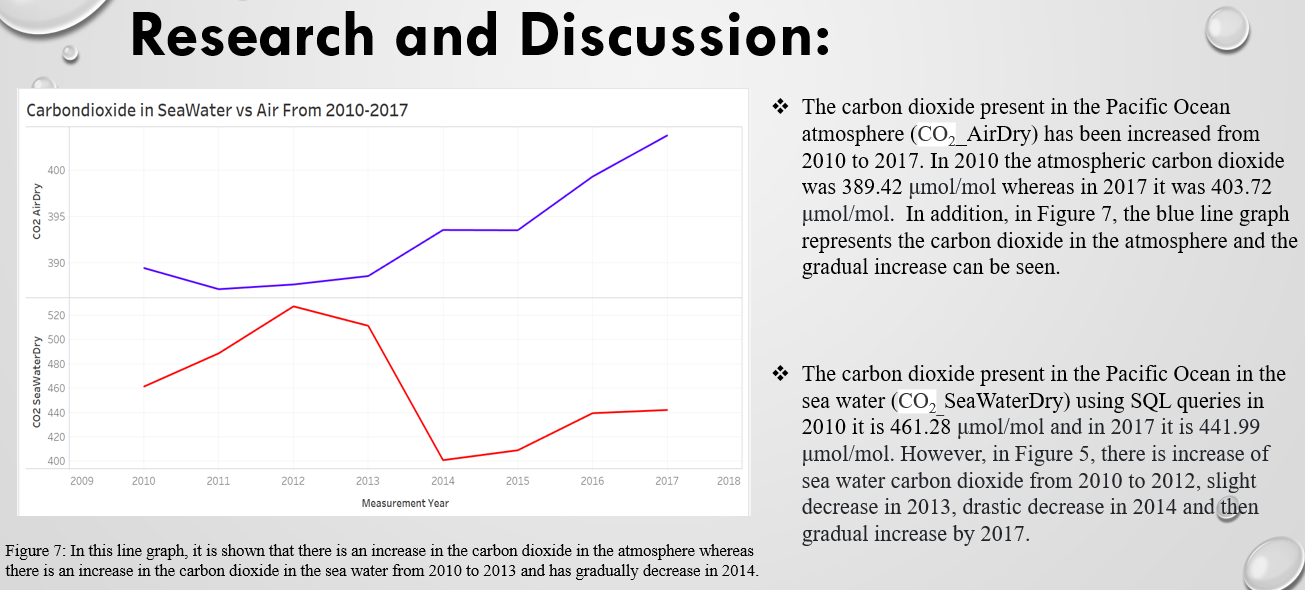 Research and Discussion:
Carbondioxide in SeaWater vs Air From 2010-2017
CO2 AirDry
400
395
390
CO2 SeaWaterDry
520
500
480
460
440
420
400
2009 2010 2011 2012 2013 2014 2015 2016 2017 2018
Measurement Year
Figure 7: In this line graph, it is shown that there is an increase in the carbon dioxide in the atmosphere whereas
there is an increase in the carbon dioxide in the sea water from 2010 to 2013 and has gradually decrease in 2014.
❖ The carbon dioxide present in the Pacific Ocean
atmosphere (CO₂_AirDry) has been increased from
2010 to 2017. In 2010 the atmospheric carbon dioxide
was 389.42 μmol/mol whereas in 2017 it was 403.72
μmol/mol. In addition, in Figure 7, the blue line graph
represents the carbon dioxide in the atmosphere and the
gradual increase can be seen.
❖ The carbon dioxide present in the Pacific Ocean in the
sea water (CO₂_SeaWaterDry) using SQL queries in
2010 it is 461.28 μmol/mol and in 2017 it is 441.99
μmol/mol. However, in Figure 5, there is increase of
sea water carbon dioxide from 2010 to 2012, slight
decrease in 2013, drastic decrease in 2014 and then
gradual increase by 2017.